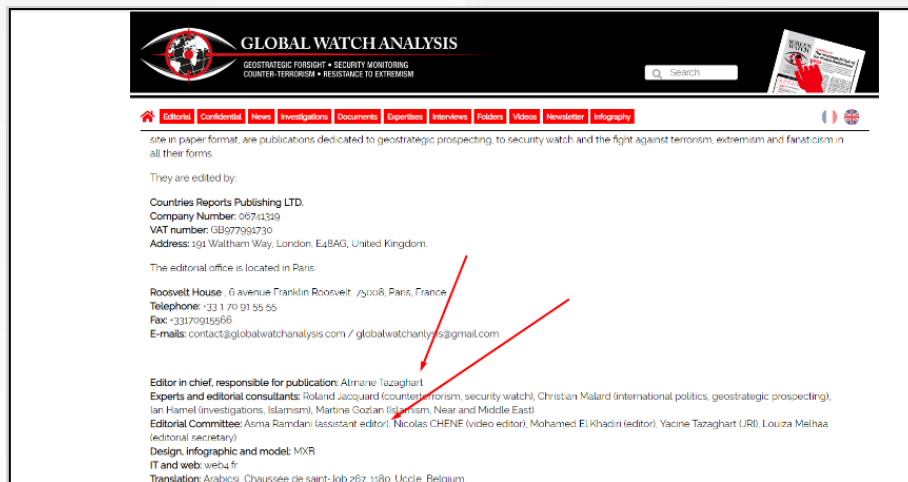 GLOBAL WATCH ANALYSIS
GEOSTRATEGIC FORSIGHT • SECURITY MONITORING
COUNTER-TERRORISM • RESISTANCE TO EXTREMISM
Search
Editorial Confidential News Investigations Documents Expertises Interviews Folders Videos Newsletter Infography
site in paper format, are publications dedicated to geostrategic prospecting, to security watch and the fight against terrorism, extremism and fanaticism in
all their forms.
They are edited by:
Countries Reports Publishing LTD.
Company Number: 06741319
VAT number: GB977991730
Address: 191 Waltham Way, London, E48AG, United Kingdom.
The editorial office is located in Paris:
Roosvelt House , 6 avenue Franklin Roosvelt, 75008, Paris, France
Telephone: +33 1 70 91 55 55
Fax: +33170915566
E-mails: contact@globalwatchanalysis.com / globalwatchanlysis@gmail.com
Editor in chief, responsible for publication: Atmane Tazaghart
Experts and editorial consultants: Roland Jacquard (counterterrorism, security watch), Christian Malard (international politics, geostrategic prospecting),
Ian Hamel (investigations, Islamism), Martine Gozlan (Islamism, Near and Middle East)
Editorial Committee: Asma Ramdani (assistant editor), Nicolas CHENE (video editor), Mohamed El Khadiri (editor), Yacine Tazaghart (JRI), Louiza Melhaa
(editorial secretary)
Design, infographic and model: MXB
IT and web: web4.fr
Translation: Arabicsi, Chaussée de saint-Job 267, 1180, Uccle, Belgium